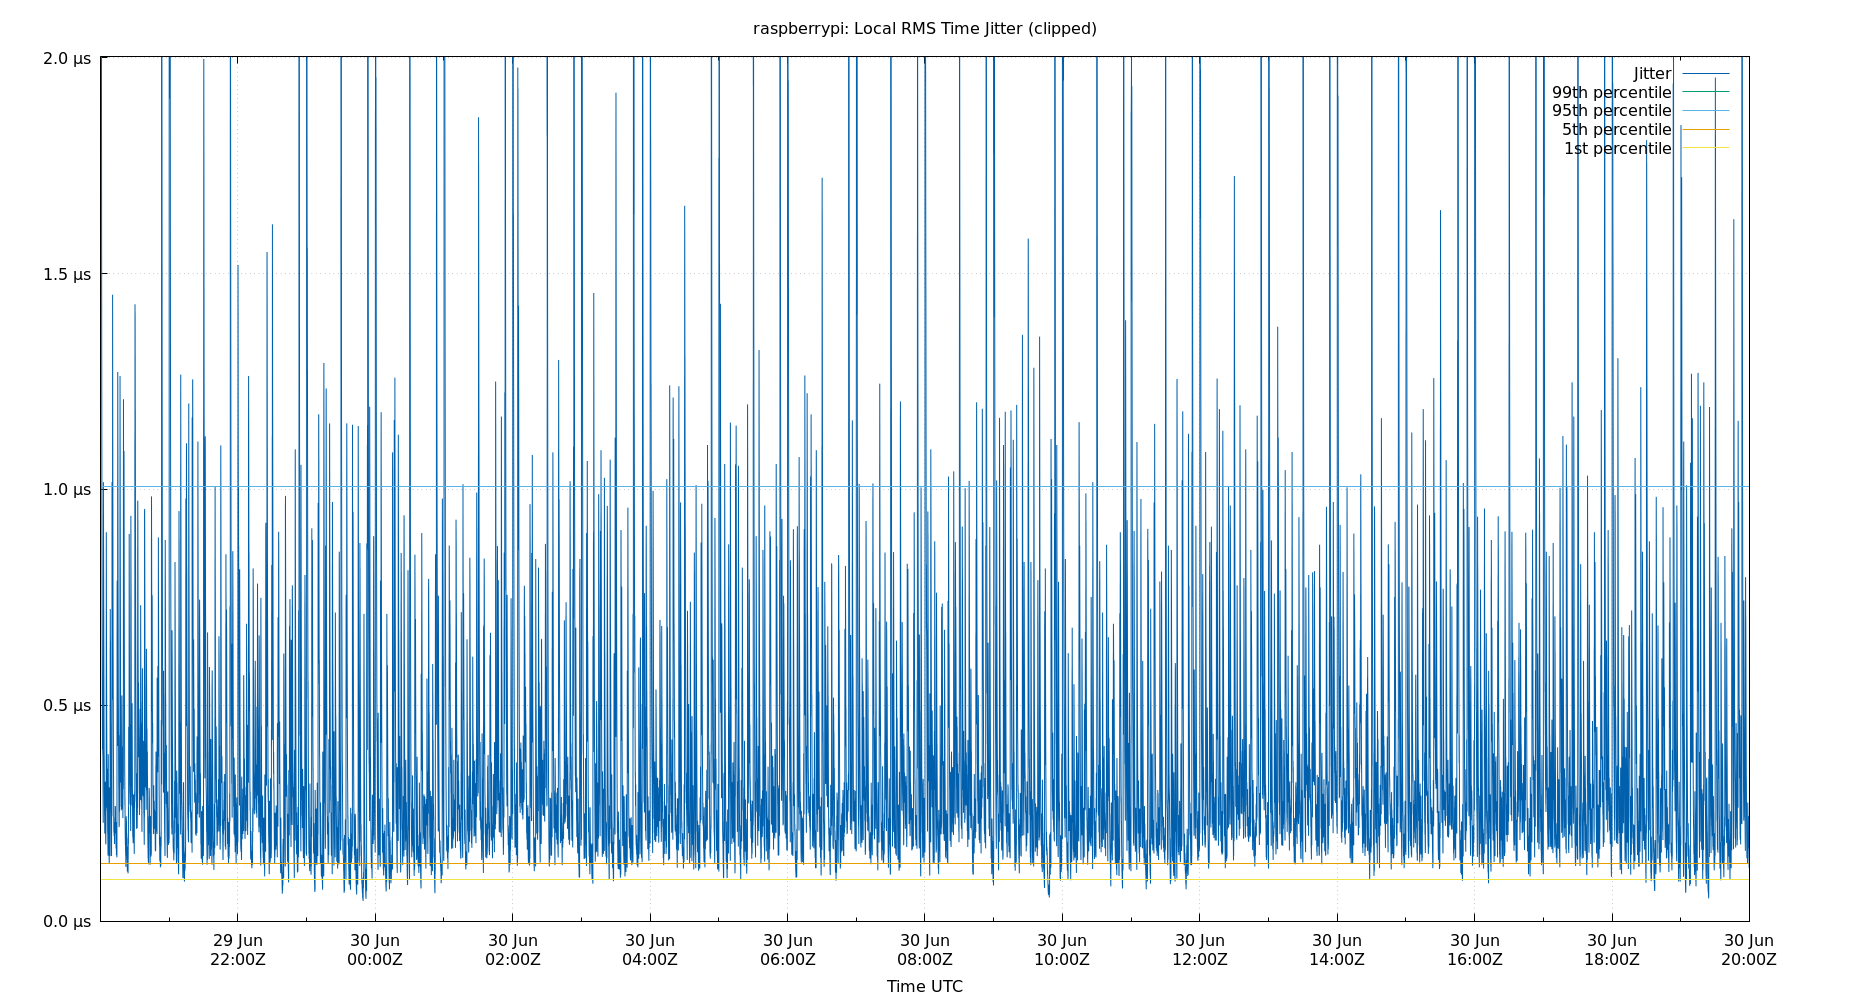 raspberrypi: Local RMS Time Jitter (clipped)
2.0 µs
1.5 µs
1.0 µs
0.5 µs
0.0 µs
Jitter
99th percentile
95th percentile
5th percentile
1st percentile
29 Jun 22:00Z
30 Jun 00:00Z
30 Jun 02:00Z
30 Jun 04:00Z
30 Jun 06:00Z
30 Jun 08:00Z
30 Jun 10:00Z
30 Jun 12:00Z
30 Jun 14:00Z
30 Jun 16:00Z
30 Jun 18:00Z
30 Jun 20:00Z
Time UTC